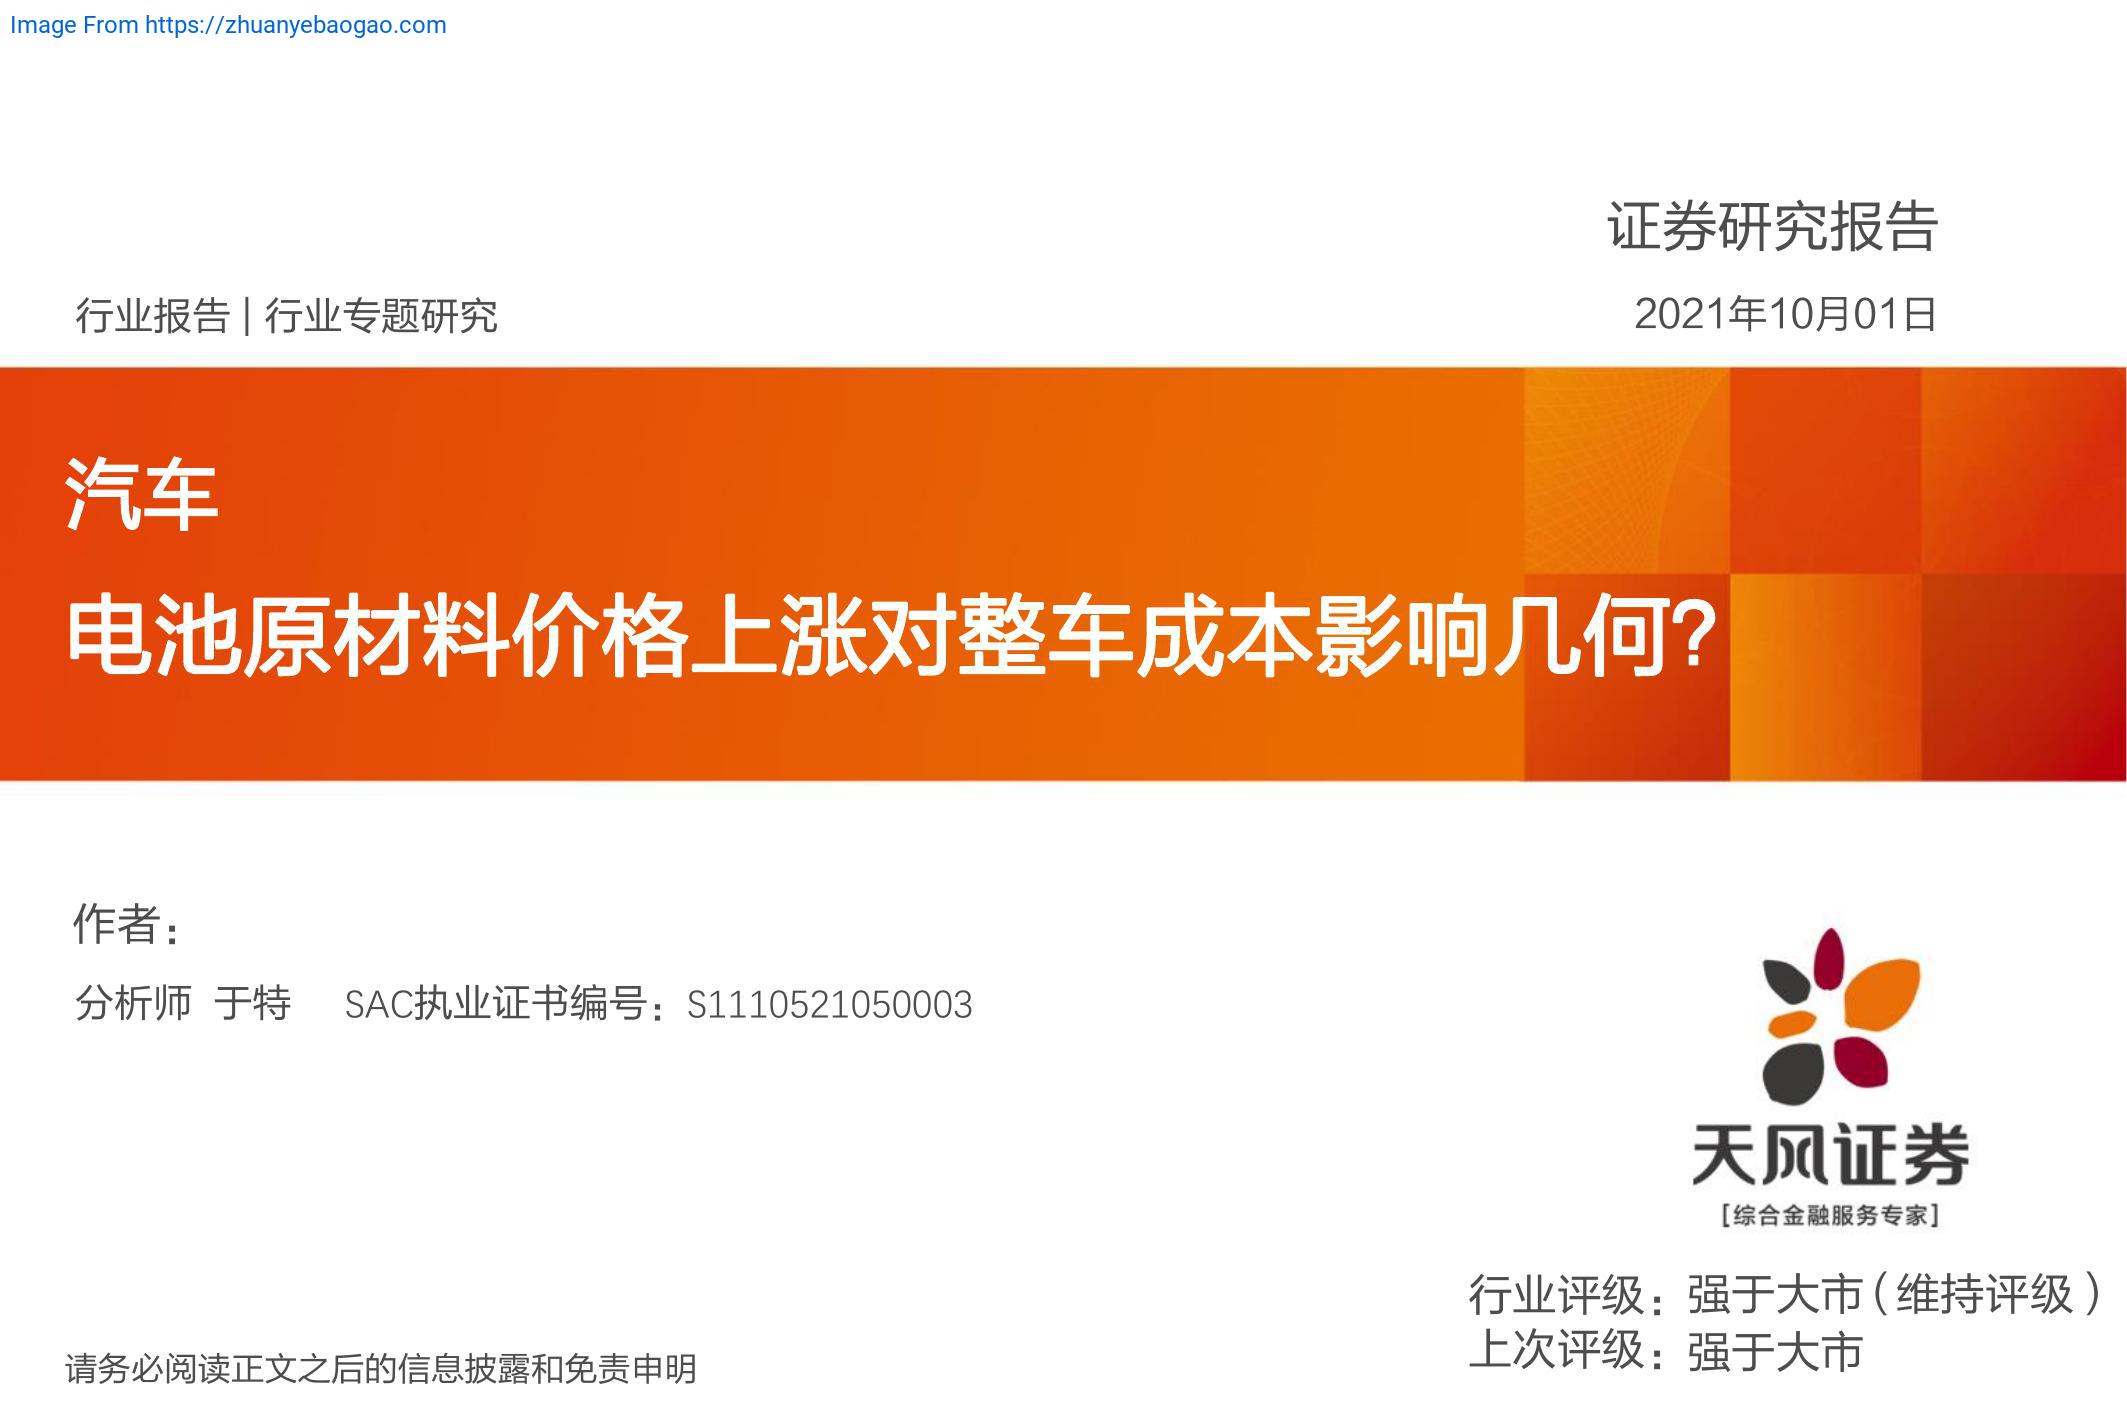 Image From https://zhuanyebaogao.com
证券研究报告
行业报告 | 行业专题研究
2021年10月01日
汽车
电池原材料价格上涨对整车成本影响几何?
作者：
分析师 于特 SAC执业证书编号：S1110521050003
天风证券
[综合金融服务专家]
行业评级：强于大市（维持评级）
上次评级：强于大市
请务必阅读正文之后的信息披露和免责申明